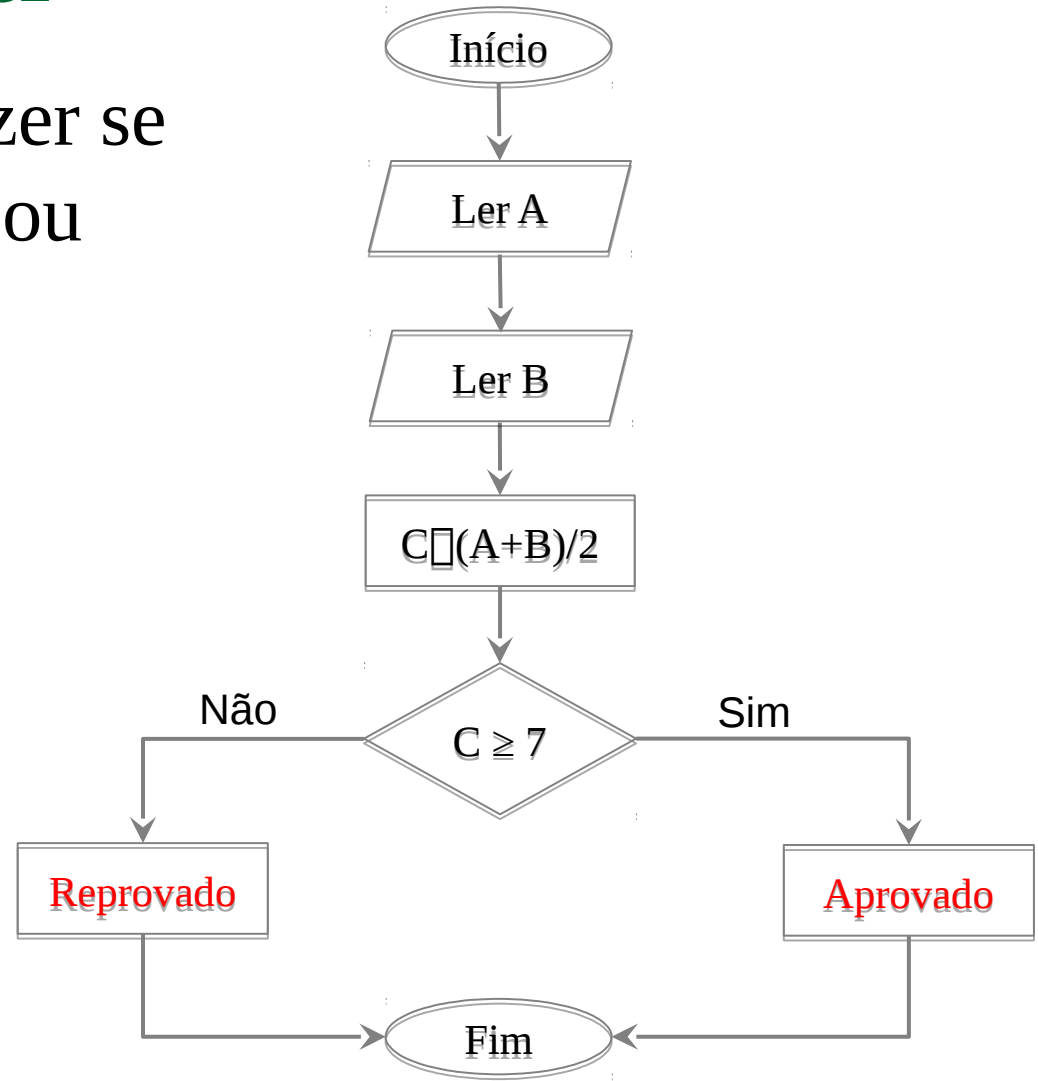 Início
zer se
ou
Ler A
Ler B
C▯(A+B)/2
Não
Sim
C ≥ 7
Reprovado
Aprovado
Fim